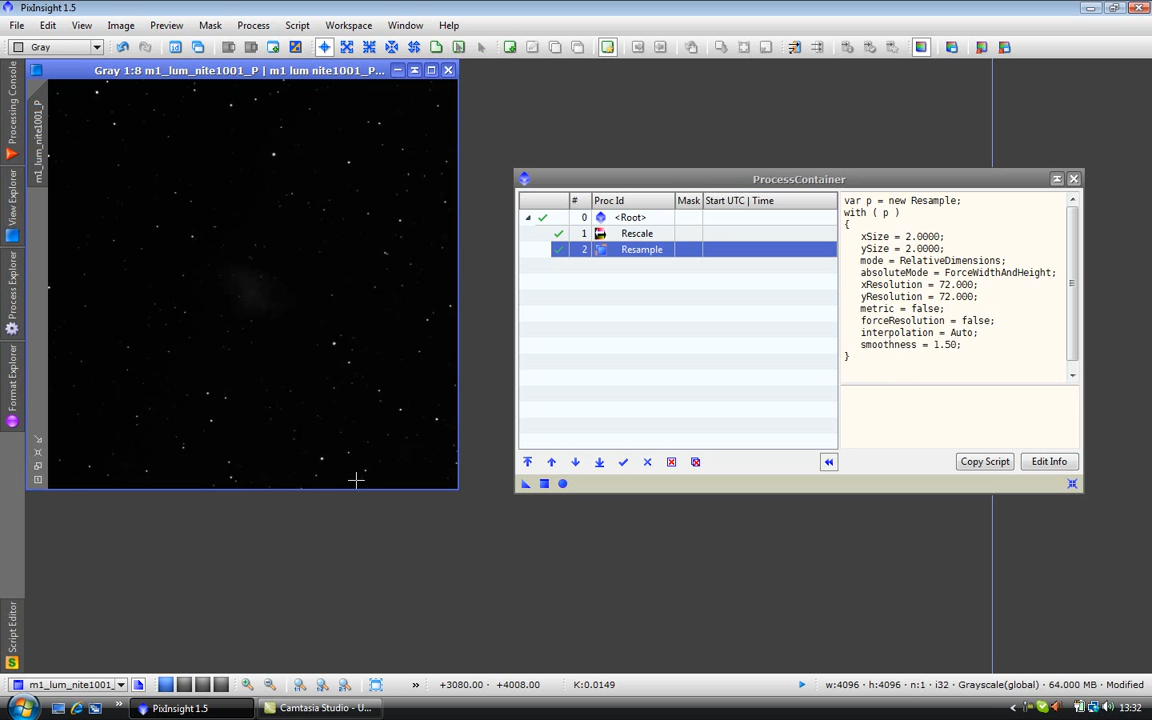 PixInsight 1.5
File Edit View Image Preview Mask Process Script Workspace Window Help
Gray
Gray 1:8 m1_lum_nite1001_P | m1 lum nite1001_P...
m1_lum_nite1001_P
Processing Console
View Explorer
Process Explorer
Format Explorer
Script Editor
ProcessContainer
# Proc Id Mask Start UTC | Time
0 <Root>
1 Rescale
2 Resample
var p = new Resample;
with ( p )
{
xSize = 2.0000;
ySize = 2.0000;
mode = RelativeDimensions;
absoluteMode = ForceWidthAndHeight;
xResolution = 72.000;
yResolution = 72.000;
metric = false;
forceResolution = false;
interpolation = Auto;
smoothness = 1.50;
}
Copy Script Edit Info
m1_lum_nite1001_ » +3080.00 · +4008.00 K:0.0149 w:4096 · h:4096 · n:1 · i32 · Grayscale(global) · 64.000 MB · Modified
» PixInsight 1.5 Camtasia Studio - U... 13:32